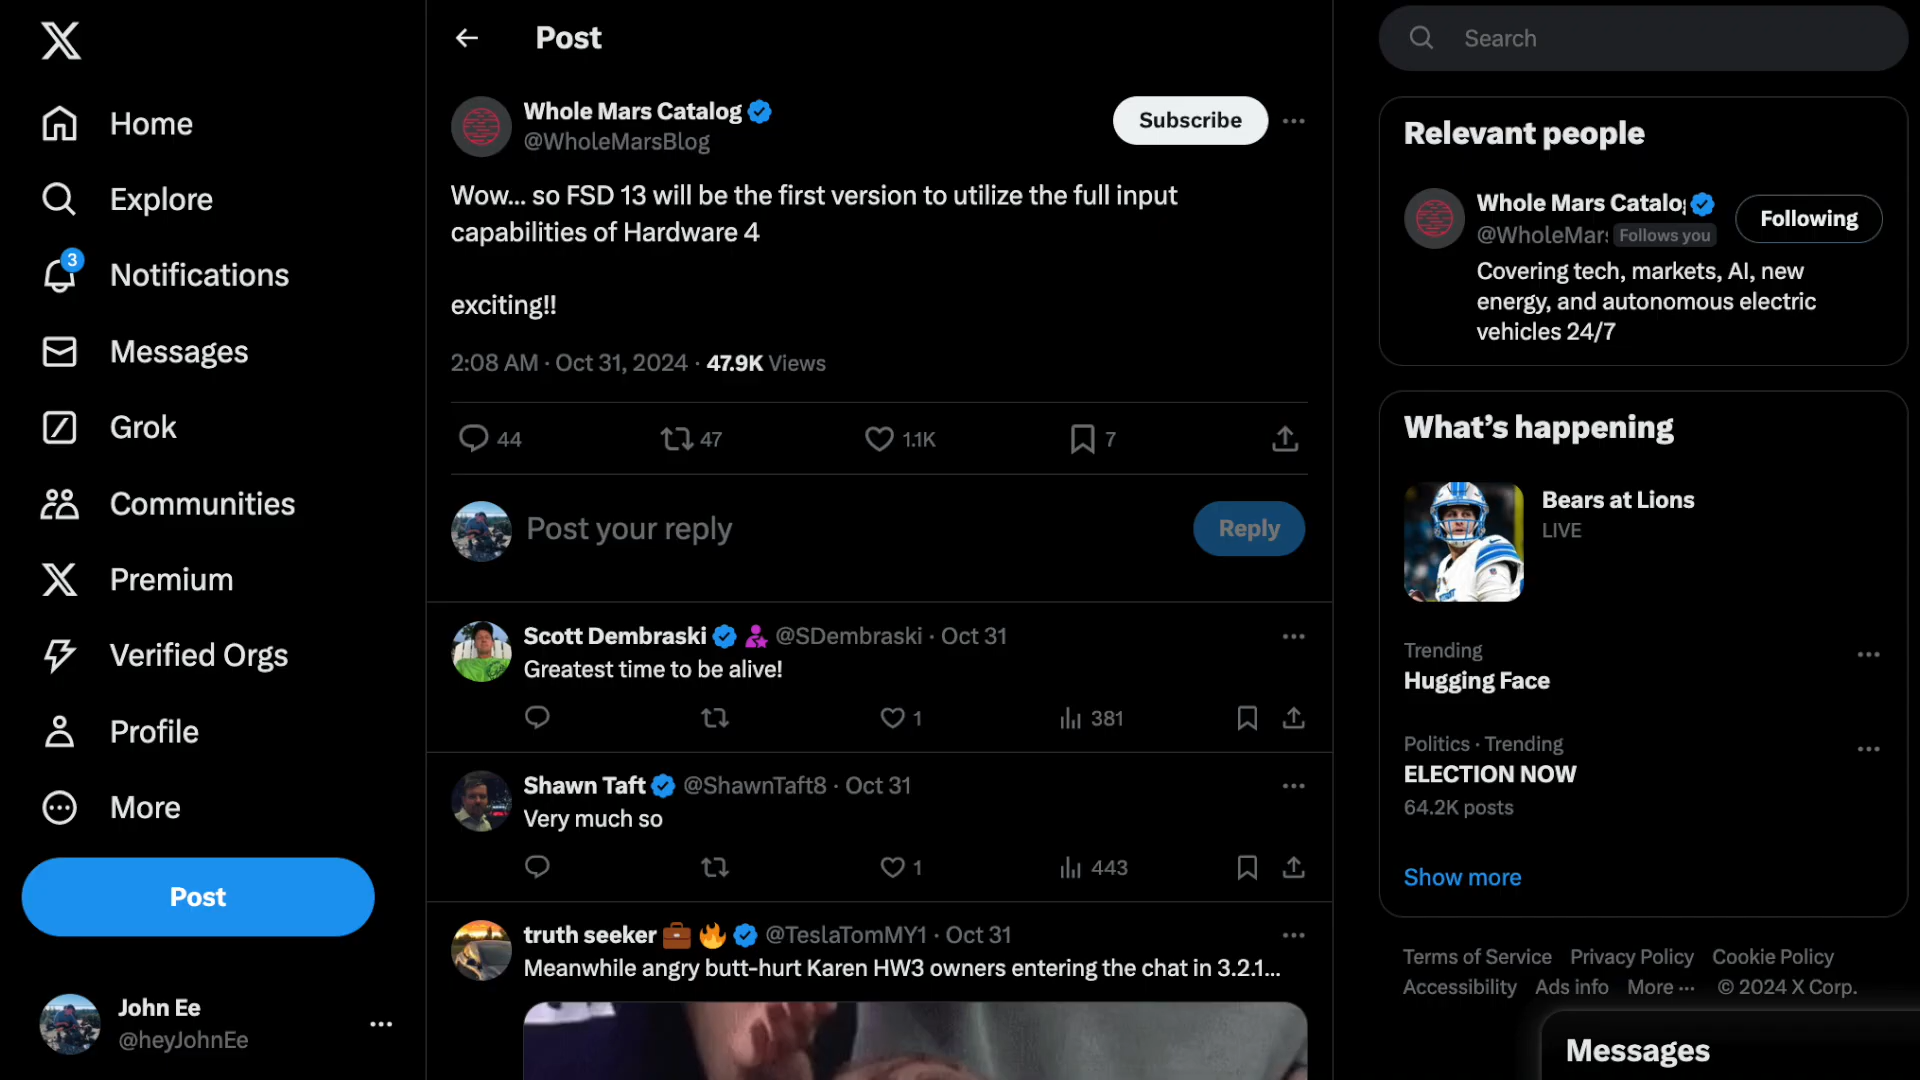 Home
Explore
3
Notifications
Messages
Grok
Communities
Premium
Verified Orgs
Profile
More
Post
John Ee
@heyJohnEe
Post
Whole Mars Catalog
@WholeMarsBlog
Subscribe
Wow... so FSD 13 will be the first version to utilize the full input
capabilities of Hardware 4
exciting!!
2:08 AM · Oct 31, 2024 · 47.9K Views
44 47 1.1K 7
Post your reply
Reply
Scott Dembraski @SDembraski · Oct 31
Greatest time to be alive!
1 381
Shawn Taft @ShawnTaft8 · Oct 31
Very much so
1 443
truth seeker 💼 🔥 @TeslaTomMY1 · Oct 31
Meanwhile angry butt-hurt Karen HW3 owners entering the chat in 3.2.1...
Search
Relevant people
Whole Mars Catalog
@WholeMars Follows you
Following
Covering tech, markets, AI, new
energy, and autonomous electric
vehicles 24/7
What's happening
Bears at Lions
LIVE
Trending
Hugging Face
Politics · Trending
ELECTION NOW
64.2K posts
Show more
Terms of Service Privacy Policy Cookie Policy
Accessibility Ads info More ··· © 2024 X Corp.
Messages